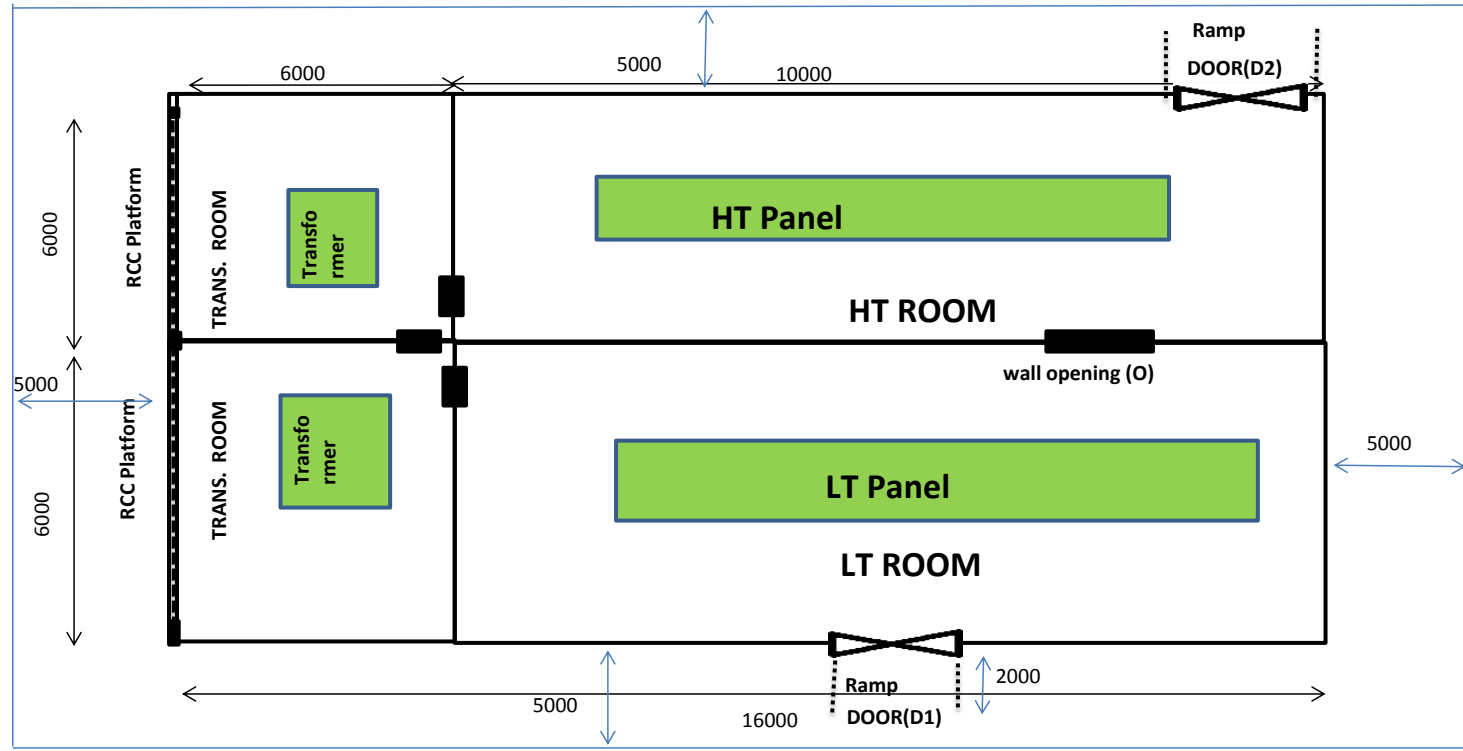 Ramp
6000
5000
10000
DOOR(D2)
RCC Platform
TRANS. ROOM
Transfo
rmer
HT Panel
6000
HT ROOM
wall opening (O)
5000
RCC Platform
TRANS. ROOM
Transfo
rmer
LT Panel
5000
6000
LT ROOM
2000
Ramp
5000
16000
DOOR(D1)